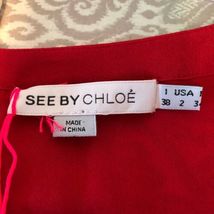 SEE BY CHLOÉ
I USA
38 2 34
MADE
IN CHINA